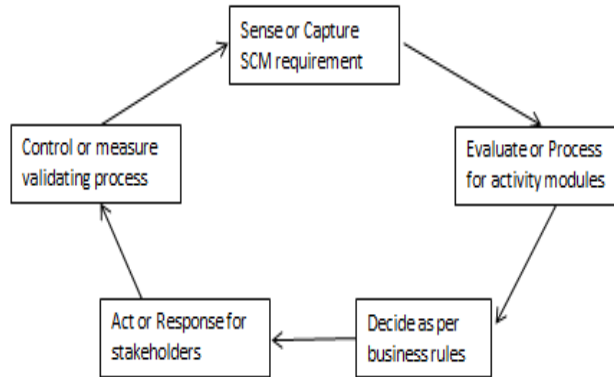 Sense or Capture
SCM requirement
Evaluate or Process
for activity modules
Decide as per
business rules
Act or Response for
stakeholders
Control or measure
validating process